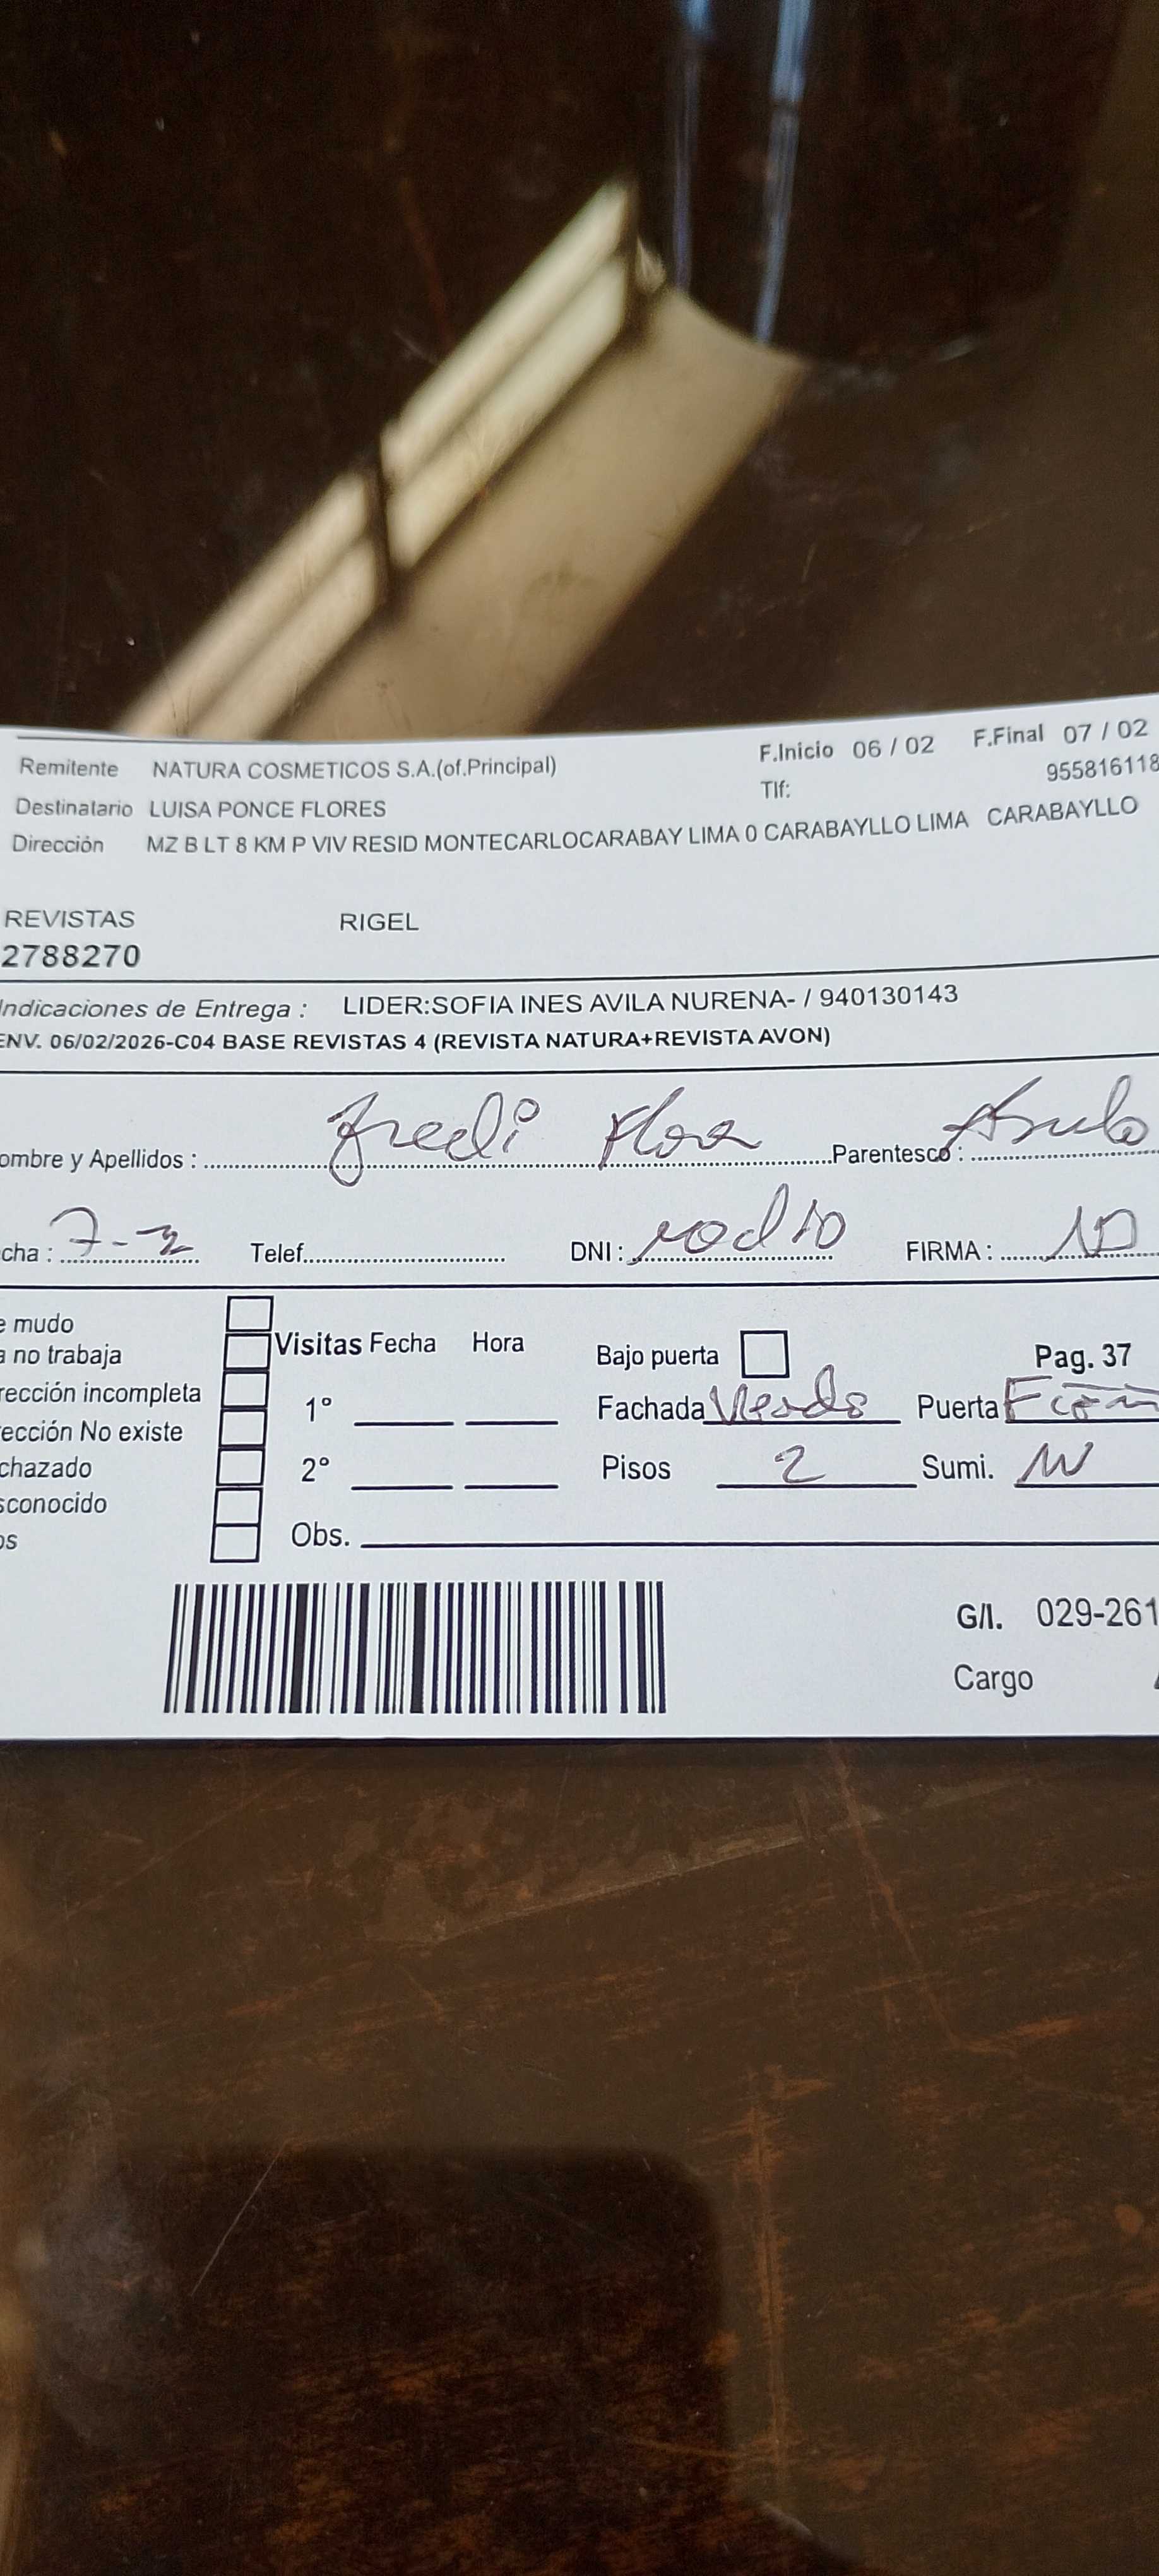 Remitente NATURA COSMETICOS S.A.(of.Principal) F.Inicio 06 / 02 F.Final 07 / 02
Destinatario LUISA PONCE FLORES Tlf: 955816118
Dirección MZ B LT 8 KM P VIV RESID MONTECARLOCARABAY LIMA 0 CARABAYLLO LIMA CARABAYLLO
REVISTAS RIGEL
2788270
Indicaciones de Entrega : LIDER:SOFIA INES AVILA NURENA- / 940130143
ENV. 06/02/2026-C04 BASE REVISTAS 4 (REVISTA NATURA+REVISTA AVON)
ombre y Apellidos : Fredi Parentesco :
cha : 7-2 Telef. DNI : FIRMA :
e mudo
a no trabaja Visitas Fecha Hora Bajo puerta Pag. 37
rección incompleta 1° Fachada Puerta
ección No existe
chazado 2° Pisos 2 Sumi.
sconocido
os Obs.
G/I. 029-261
Cargo